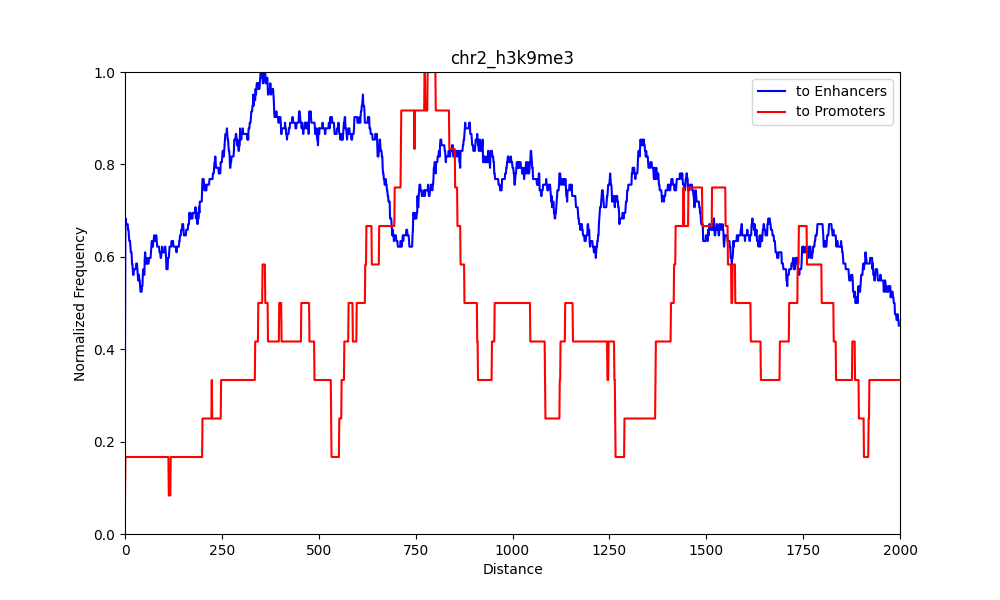 chr2_h3k9me3
1.0
0.8
0.6
0.4
0.2
0.0
Normalized Frequency
to Enhancers
to Promoters
0 250 500 750 1000 1250 1500 1750 2000
Distance